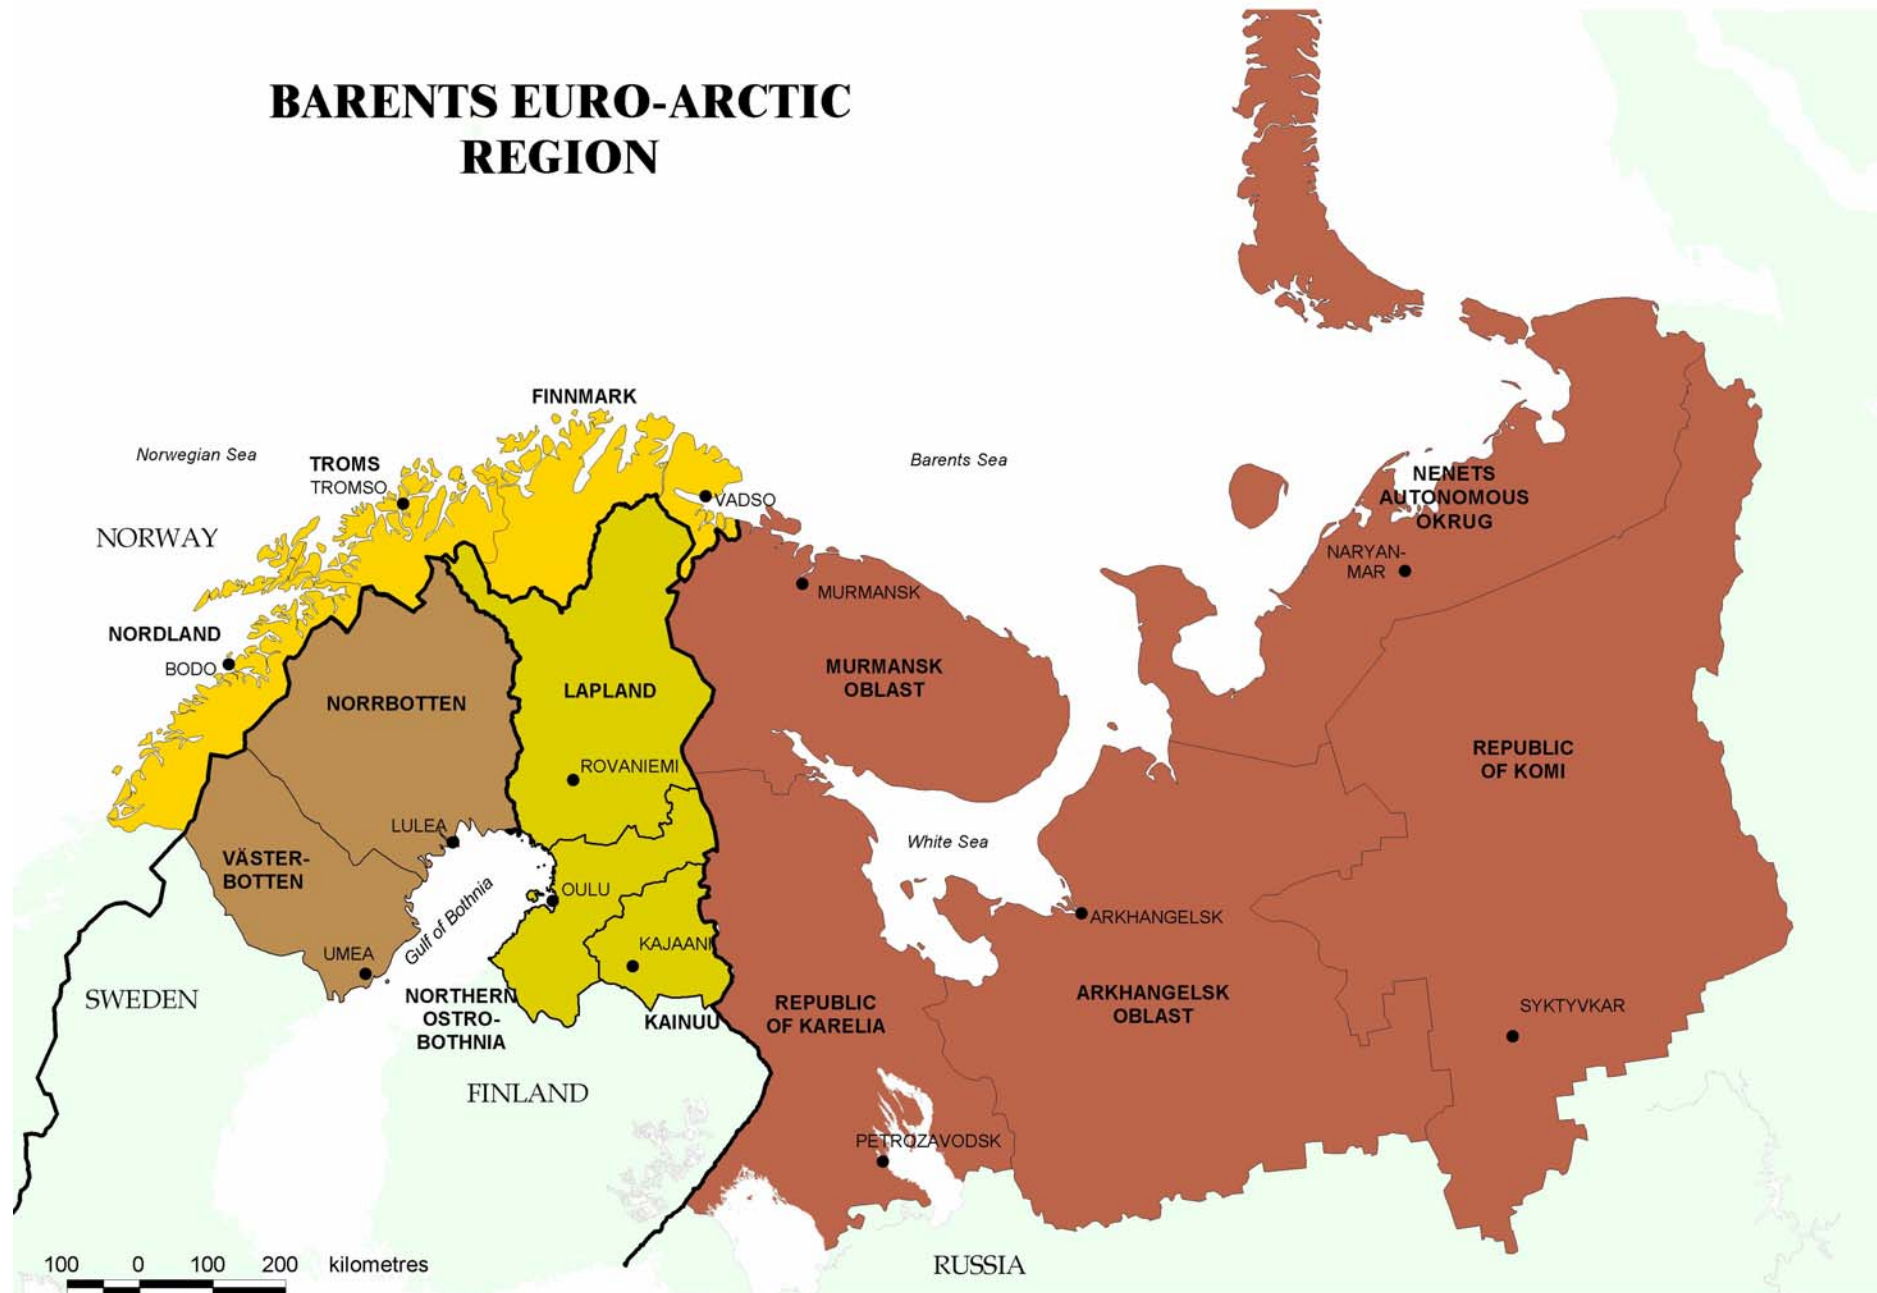 BARENTS EURO-ARCTIC
REGION
FINNMARK
Norwegian Sea
TROMS
TROMSO
Barents Sea
NENETS
AUTONOMOUS
OKRUG
VADSO
NORWAY
NARYAN-
MAR
MURMANSK
NORDLAND
BODO
MURMANSK
OBLAST
LAPLAND
NORRBOTTEN
REPUBLIC
OF KOMI
ROVANIEMI
LULEA
White Sea
VÄSTER-
BOTTEN
OULU
Gulf of Bothnia
ARKHANGELSK
KAJAANI
UMEA
SWEDEN
NORTHERN
OSTRO-
BOTHNIA
KAINUU
REPUBLIC
OF KARELIA
ARKHANGELSK
OBLAST
SYKTYVKAR
FINLAND
PETROZAVODSK
RUSSIA
100 0 100 200 kilometres